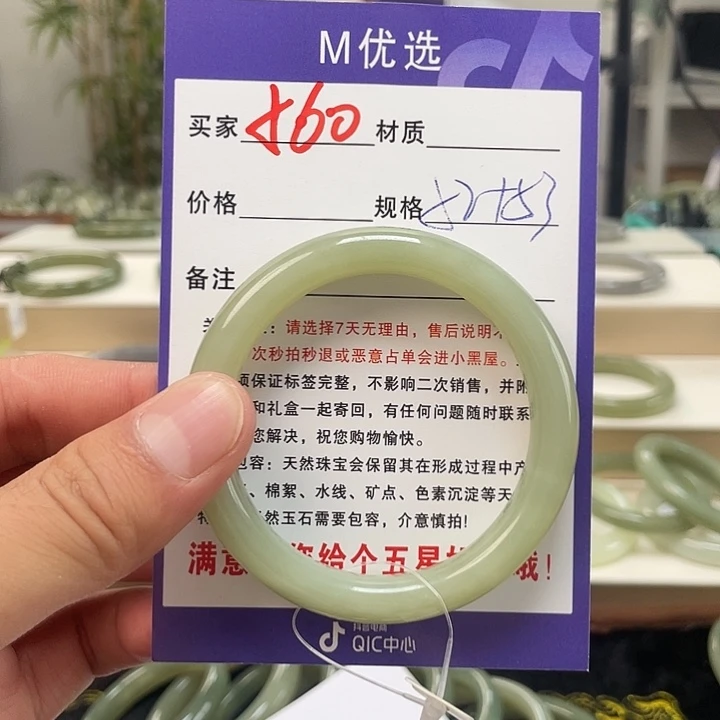 M优选
买家 860 材质
价格 规格
备注
：请选择7天无理由，售后说明
次秒拍秒退或恶意占单会进小黑屋。
须保证标签完整，不影响二次销售，并附
和礼盒一起寄回，有任何问题随时联系
您解决，祝您购物愉快。
包容：天然珠宝会保留其在形成过程中产
、棉絮、水线、矿点、色素沉淀等天
然玉石需要包容，介意慎拍!
满意 您给个五星 哦!
抖音电商
QIC中心